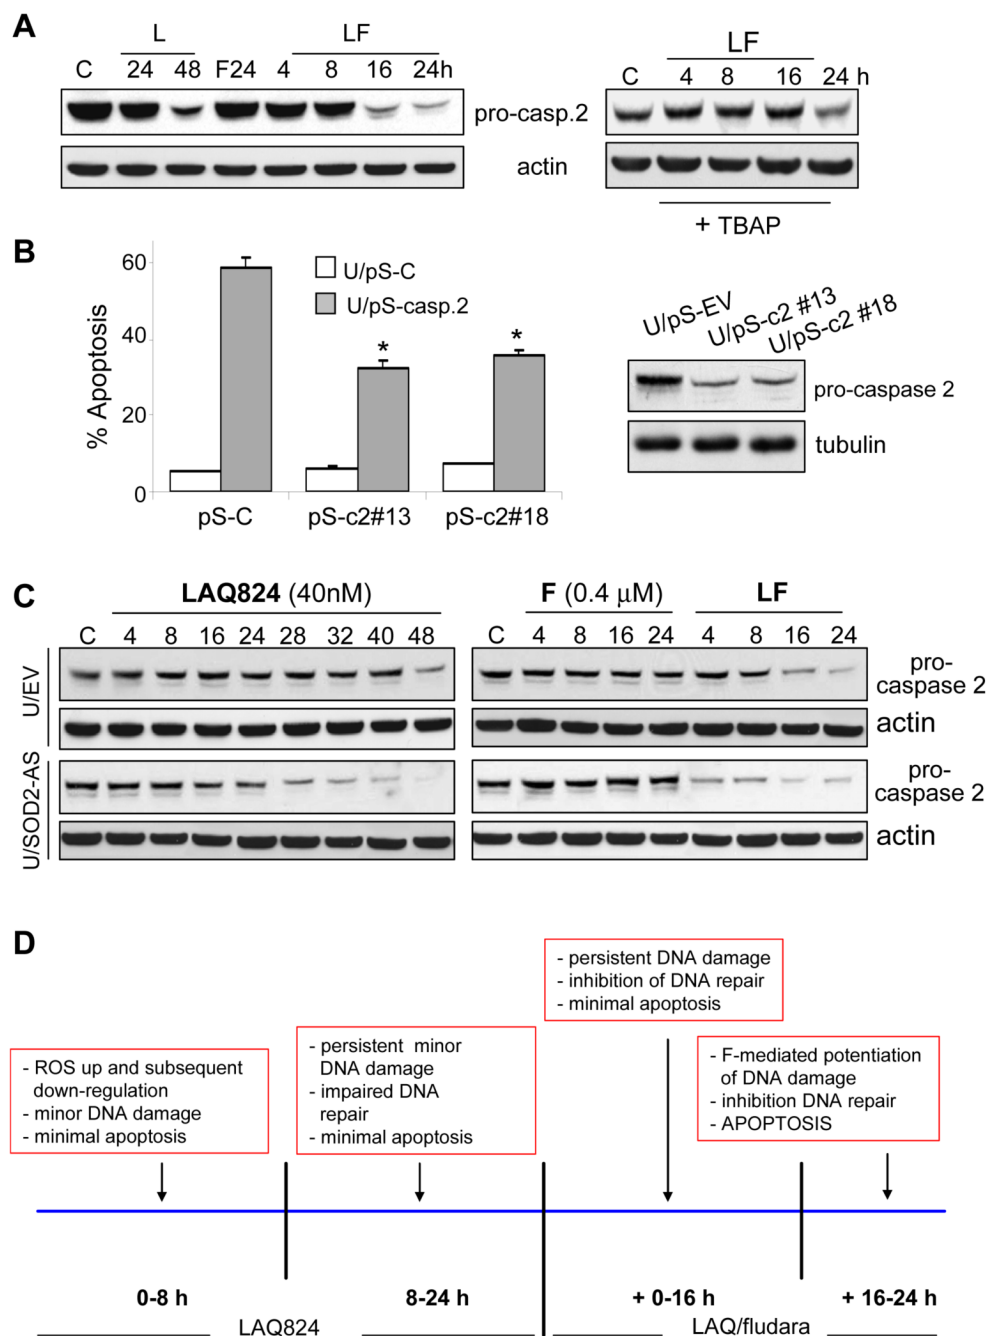 A
L
LF
C 24 48 F24 4 8 16 24h
pro-casp.2
actin
LF
C 4 8 16 24 h
+ TBAP
B
% Apoptosis
60
40
20
0
U/pS-C
U/pS-casp.2
*
*
pS-C pS-c2#13 pS-c2#18
U/pS-EV
U/pS-c2 #13
U/pS-c2 #18
pro-caspase 2
tubulin
C
LAQ824 (40nM)
C 4 8 16 24 28 32 40 48
F (0.4 μM) LF
C 4 8 16 24 4 8 16 24
U/EV
pro-
caspase 2
actin
U/SOD2-AS
pro-
caspase 2
actin
D
- ROS up and subsequent
down-regulation
- minor DNA damage
- minimal apoptosis
- persistent minor
DNA damage
- impaired DNA
repair
- minimal apoptosis
- persistent DNA damage
- inhibition of DNA repair
- minimal apoptosis
- F-mediated potentiation
of DNA damage
- inhibition DNA repair
- APOPTOSIS
0-8 h 8-24 h + 0-16 h + 16-24 h
LAQ824 LAQ/fludara